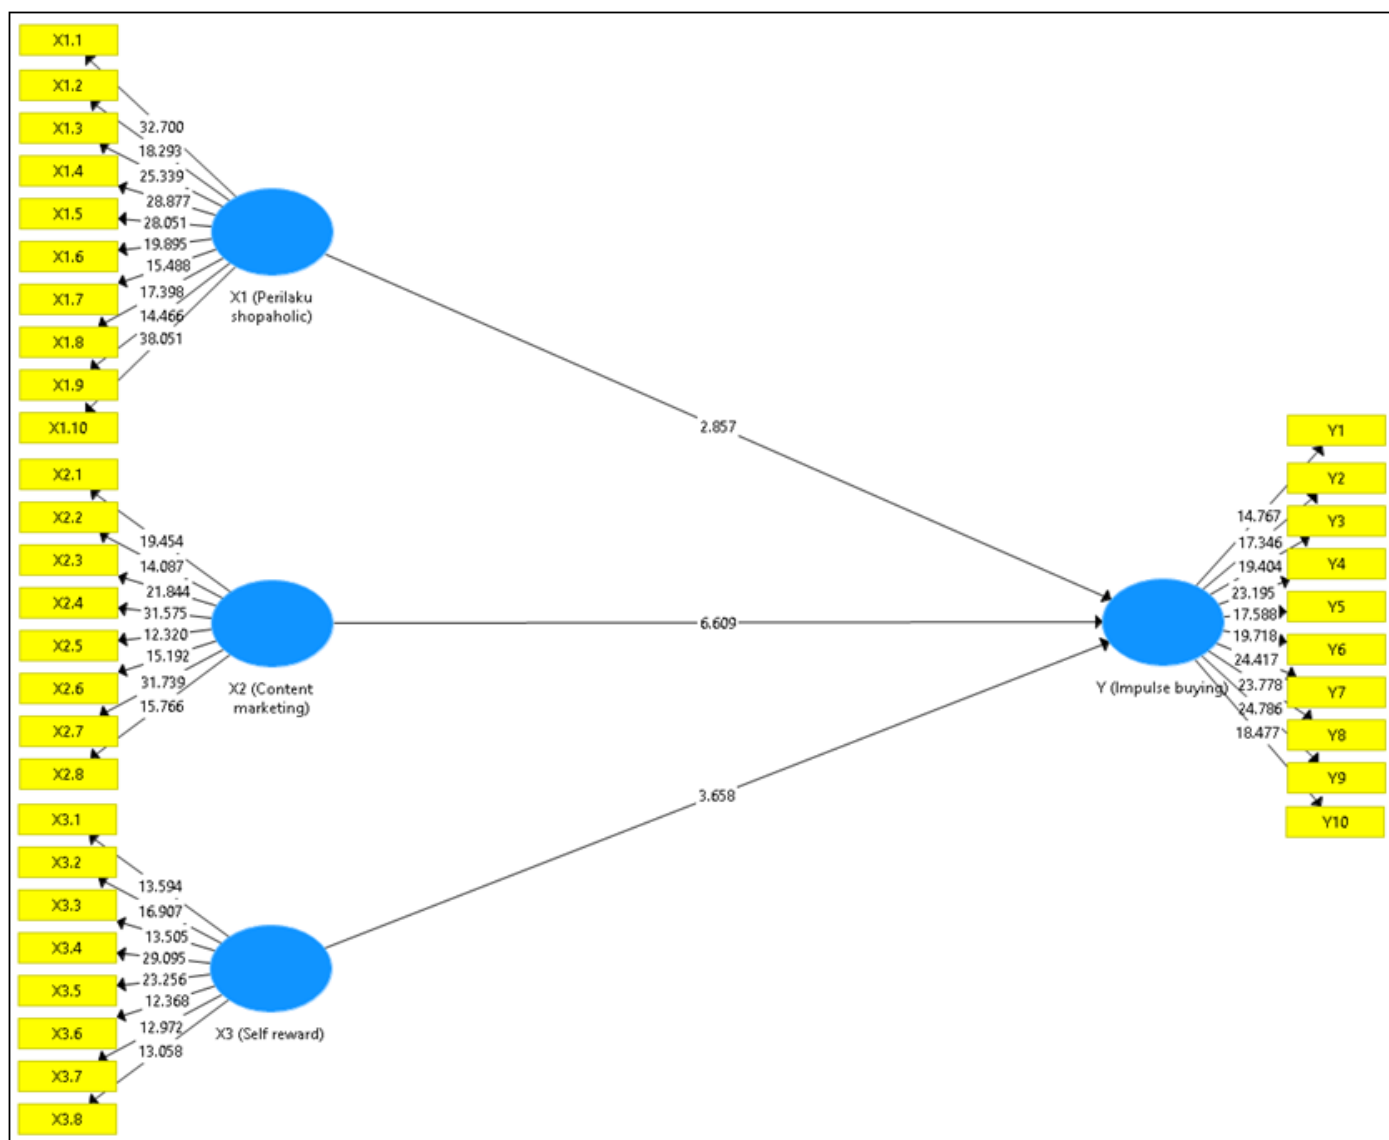 X1.1
X1.2
X1.3
X1.4
X1.5
X1.6
X1.7
X1.8
X1.9
X1.10
32.700
18.293
25.339
28.877
28.051
19.895
15.488
17.398
14.466
38.051
X1 (Perilaku
shopaholic)
2.857
X2.1
X2.2
X2.3
X2.4
X2.5
X2.6
X2.7
X2.8
19.454
14.087
21.844
31.575
12.320
15.192
31.739
15.766
X2 (Content
marketing)
6.609
X3.1
X3.2
X3.3
X3.4
X3.5
X3.6
X3.7
X3.8
13.594
16.907
13.505
29.095
23.256
12.368
12.972
13.058
X3 (Self reward)
3.658
Y (Impulse buying)
14.767
17.346
19.404
23.195
17.588
19.718
24.417
23.778
24.786
18.477
Y1
Y2
Y3
Y4
Y5
Y6
Y7
Y8
Y9
Y10